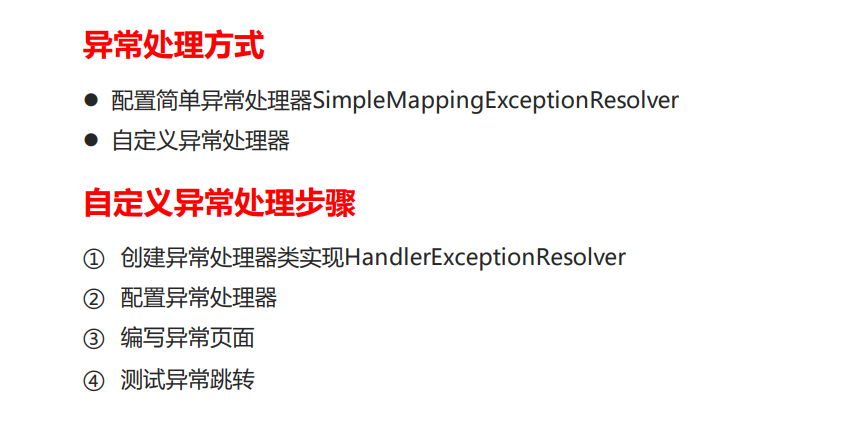 异常处理方式
● 配置简单异常处理器SimpleMappingExceptionResolver
● 自定义异常处理器
自定义异常处理步骤
① 创建异常处理器类实现HandlerExceptionResolver
② 配置异常处理器
③ 编写异常页面
④ 测试异常跳转